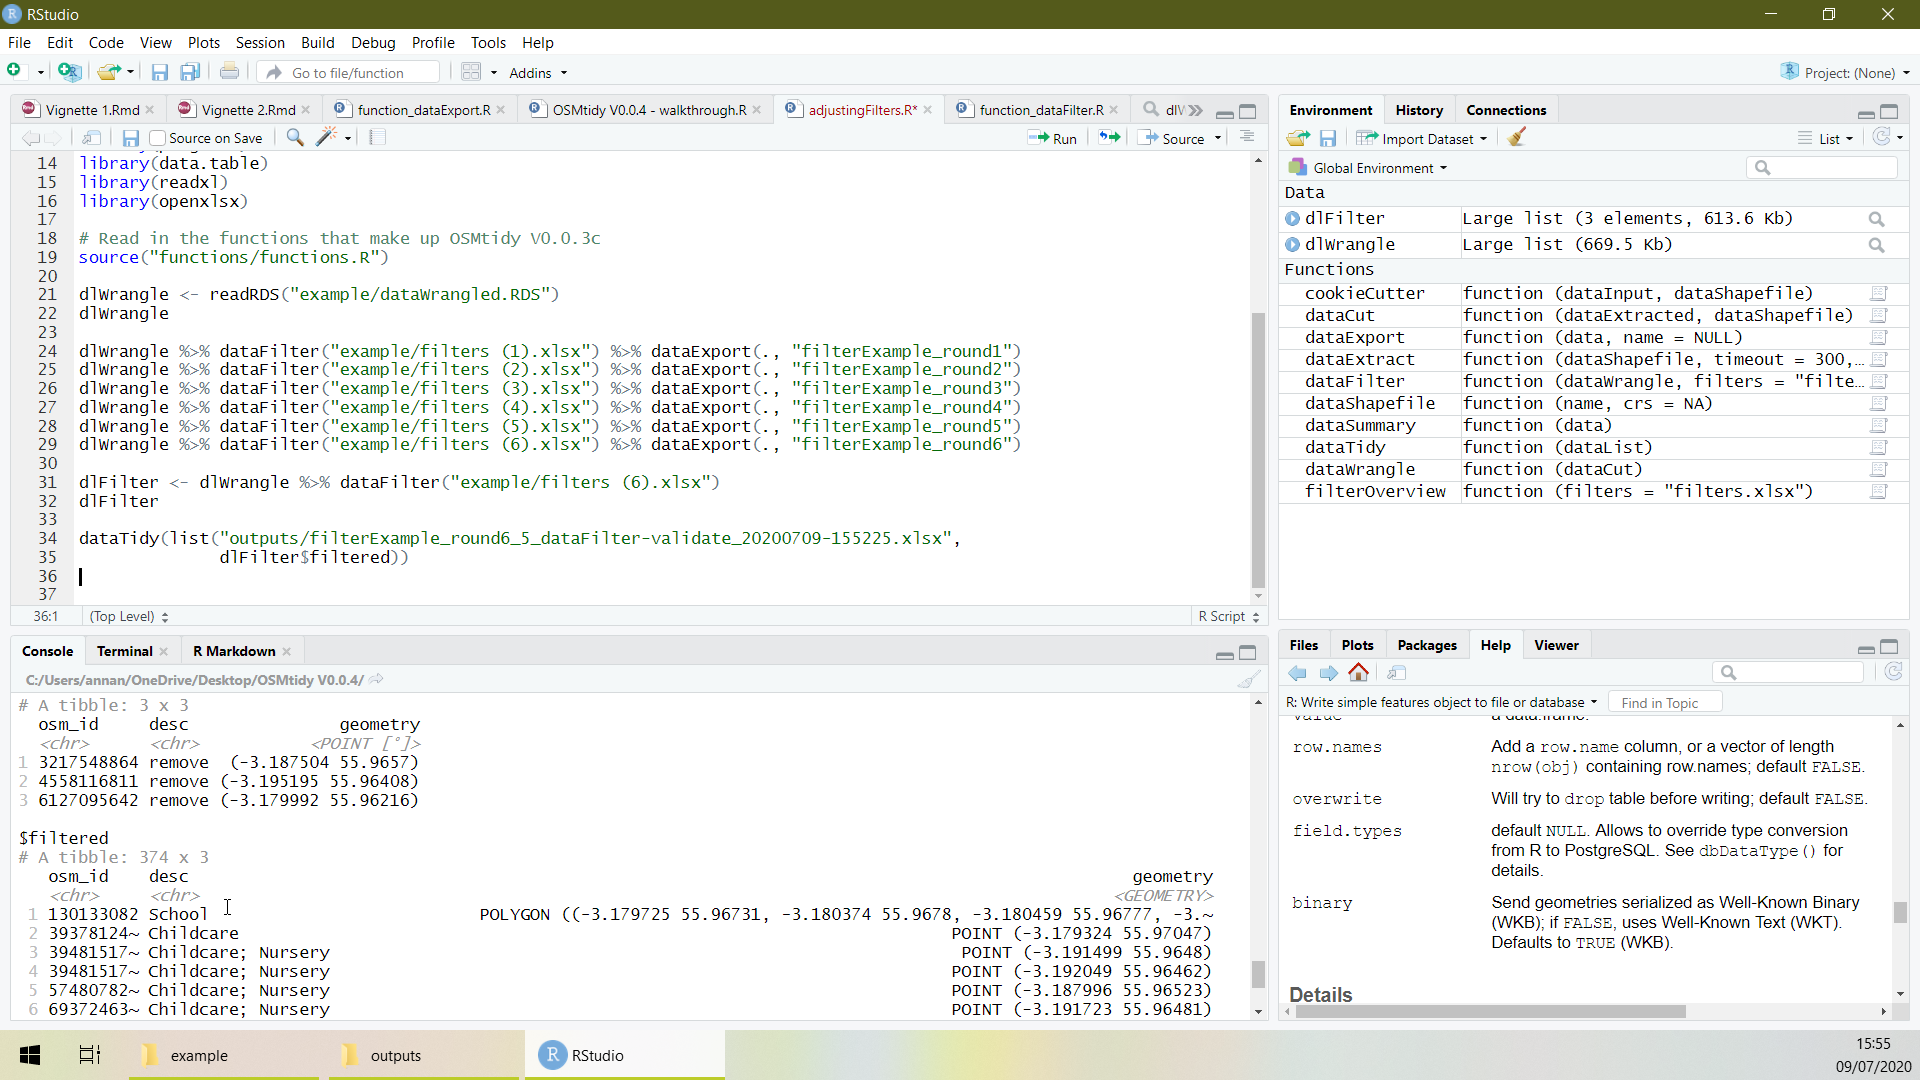 RStudio
File Edit Code View Plots Session Build Debug Profile Tools Help
Go to file/function Addins Project: (None)
Vignette 1.Rmd Vignette 2.Rmd function_dataExport.R OSMtidy V0.0.4 - walkthrough.R adjustingFilters.R* function_dataFilter.R
Source on Save Run Source
14 library(data.table)
15 library(readxl)
16 library(openxlsx)
17
18 # Read in the functions that make up OSMtidy V0.0.3c
19 source("functions/functions.R")
20
21 dlWrangle <- readRDS("example/dataWrangled.RDS")
22 dlWrangle
23
24 dlWrangle %>% dataFilter("example/filters (1).xlsx") %>% dataExport(., "filterExample_round1")
25 dlWrangle %>% dataFilter("example/filters (2).xlsx") %>% dataExport(., "filterExample_round2")
26 dlWrangle %>% dataFilter("example/filters (3).xlsx") %>% dataExport(., "filterExample_round3")
27 dlWrangle %>% dataFilter("example/filters (4).xlsx") %>% dataExport(., "filterExample_round4")
28 dlWrangle %>% dataFilter("example/filters (5).xlsx") %>% dataExport(., "filterExample_round5")
29 dlWrangle %>% dataFilter("example/filters (6).xlsx") %>% dataExport(., "filterExample_round6")
30
31 dlFilter <- dlWrangle %>% dataFilter("example/filters (6).xlsx")
32 dlFilter
33
34 dataTidy(list("outputs/filterExample_round6_5_dataFilter-validate_20200709-155225.xlsx",
35 dlFilter$filtered))
36
37
36:1 (Top Level) R Script
Console Terminal R Markdown
C:/Users/annan/OneDrive/Desktop/OSMtidy V0.0.4/
# A tibble: 3 x 3
osm_id desc geometry
<chr> <chr> <POINT [°]>
1 3217548864 remove (-3.187504 55.9657)
2 4558116811 remove (-3.195195 55.96408)
3 6127095642 remove (-3.179992 55.96216)
$filtered
# A tibble: 374 x 3
osm_id desc geometry
<chr> <chr> <GEOMETRY>
1 130133082 School POLYGON ((-3.179725 55.96731, -3.180374 55.9678, -3.180459 55.96777, -3.~
2 39378124~ Childcare POINT (-3.179324 55.97047)
3 39481517~ Childcare; Nursery POINT (-3.191499 55.9648)
4 39481517~ Childcare; Nursery POINT (-3.192049 55.96462)
5 57480782~ Childcare; Nursery POINT (-3.187996 55.96523)
6 69372463~ Childcare; Nursery POINT (-3.191723 55.96481)
Environment History Connections
Import Dataset List
Global Environment
Data
dlFilter Large list (3 elements, 613.6 Kb)
dlWrangle Large list (669.5 Kb)
Functions
cookieCutter function (dataInput, dataShapefile)
dataCut function (dataExtracted, dataShapefile)
dataExport function (data, name = NULL)
dataExtract function (dataShapefile, timeout = 300,…
dataFilter function (dataWrangle, filters = "filte…
dataShapefile function (name, crs = NA)
dataSummary function (data)
dataTidy function (dataList)
dataWrangle function (dataCut)
filterOverview function (filters = "filters.xlsx")
Files Plots Packages Help Viewer
R: Write simple features object to file or database Find in Topic
value a data.frame.
row.names Add a row.name column, or a vector of length
nrow(obj) containing row.names; default FALSE.
overwrite Will try to drop table before writing; default FALSE.
field.types default NULL. Allows to override type conversion
from R to PostgreSQL. See dbDataType() for
details.
binary Send geometries serialized as Well-Known Binary
(WKB); if FALSE, uses Well-Known Text (WKT).
Defaults to TRUE (WKB).
Details
example outputs RStudio
15:55
09/07/2020